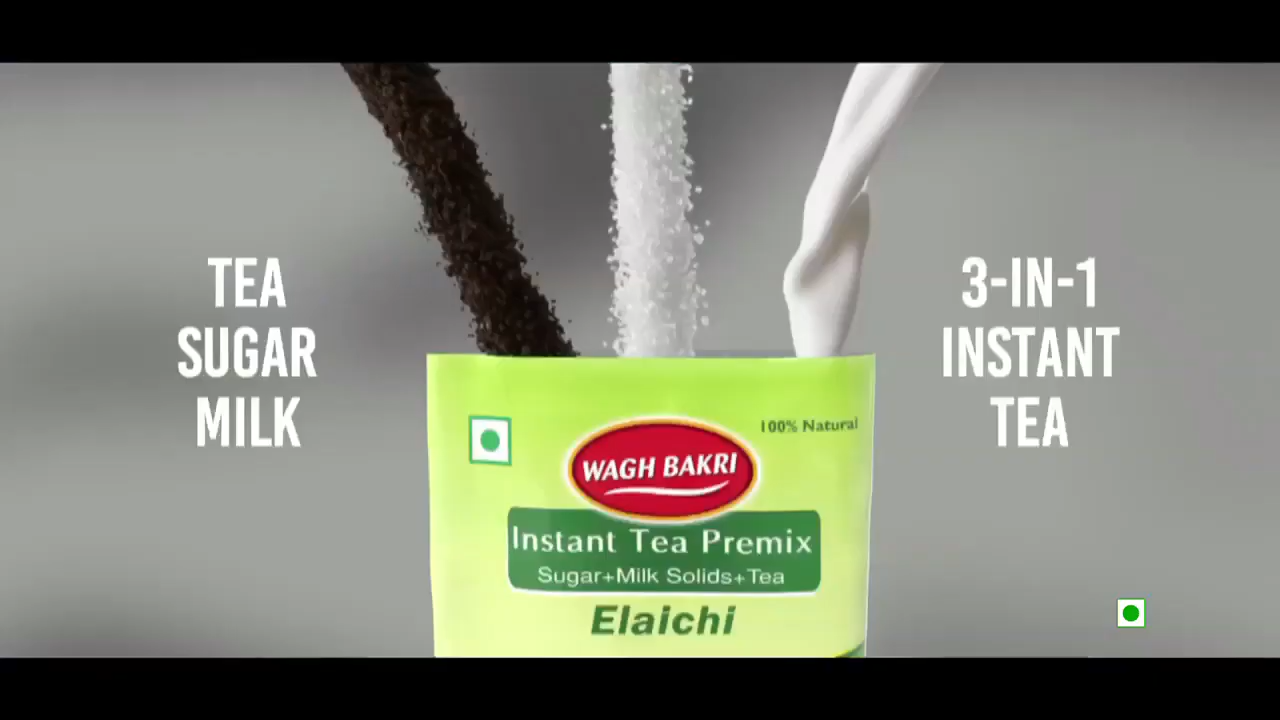 TEA
SUGAR
MILK
3-IN-1
INSTANT
TEA
100% Natural
WAGH BAKRI
Instant Tea Premix
Sugar+Milk Solids+Tea
Elaichi